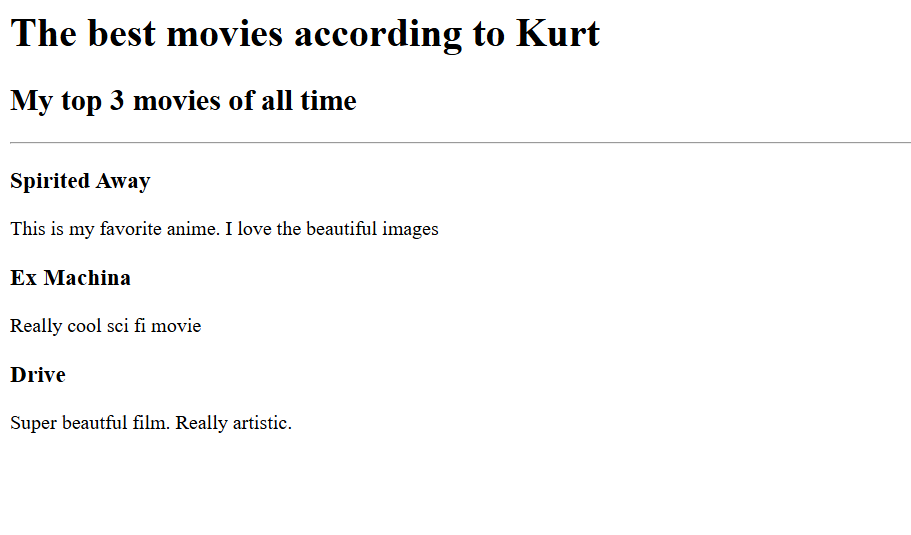 The best movies according to Kurt
My top 3 movies of all time
Spirited Away
This is my favorite anime. I love the beautiful images
Ex Machina
Really cool sci fi movie
Drive
Super beautful film. Really artistic.